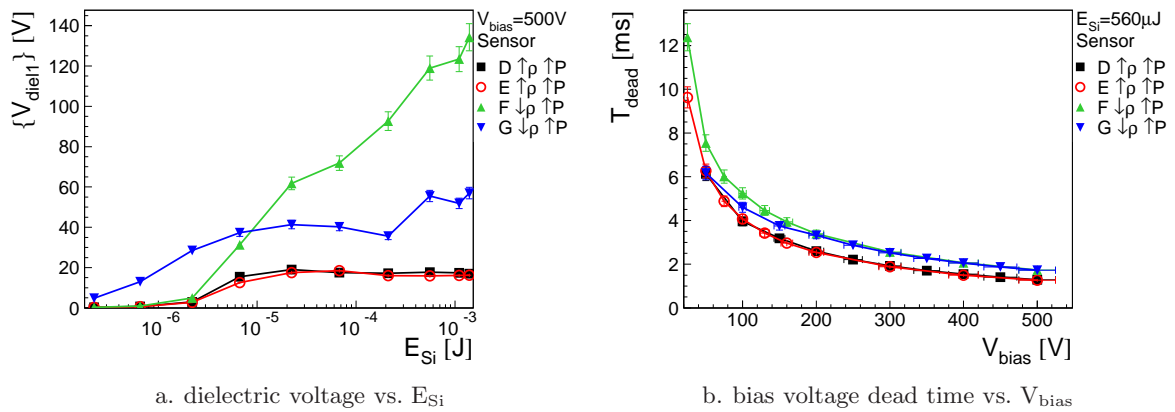 {V_diel1} [V]
140
120
100
80
60
40
20
0
10^-6
10^-5
10^-4
10^-3
E_Si [J]
V_bias=500V
Sensor
D ↑ρ ↑P
E ↑ρ ↑P
F ↓ρ ↑P
G ↓ρ ↑P
a. dielectric voltage vs. E_Si
T_dead [ms]
12
10
8
6
4
2
0
100
200
300
400
500
V_bias [V]
E_Si=560μJ
Sensor
D ↑ρ ↑P
E ↑ρ ↑P
F ↓ρ ↑P
G ↓ρ ↑P
b. bias voltage dead time vs. V_bias